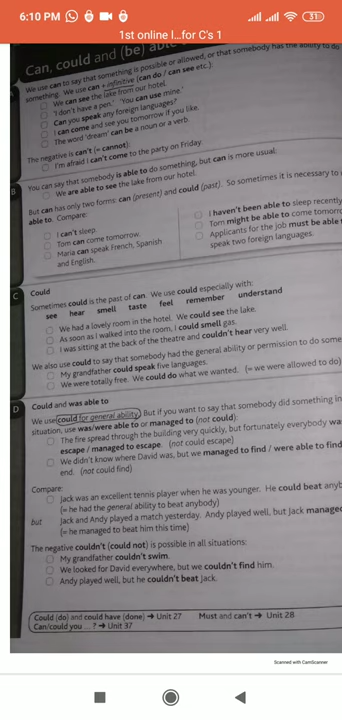 6:10 PM
31
1st online l...for C's 1
Can, could and (be) able
We use can to say that something is possible or allowed, or that somebody has the ability to do
something. We use can + infinitive (can do / can see etc.):
We can see the lake from our hotel.
'I don't have a pen.' 'You can use mine.'
Can you speak any foreign languages?
I can come and see you tomorrow if you like.
The word 'dream' can be a noun or a verb.
The negative is can't (= cannot):
I'm afraid I can't come to the party on Friday.
B
You can say that somebody is able to do something, but can is more usual:
We are able to see the lake from our hotel.
But can has only two forms: can (present) and could (past). So sometimes it is necessary to
able to. Compare:
I can't sleep.
Tom can come tomorrow.
Maria can speak French, Spanish
and English.
I haven't been able to sleep recently
Tom might be able to come tomorrow
Applicants for the job must be able
speak two foreign languages.
C
Could
Sometimes could is the past of can. We use could especially with:
see hear smell taste feel remember understand
We had a lovely room in the hotel. We could see the lake.
As soon as I walked into the room, I could smell gas.
I was sitting at the back of the theatre and couldn't hear very well.
We also use could to say that somebody had the general ability or permission to do some
My grandfather could speak five languages.
We were totally free. We could do what we wanted. (= we were allowed to do)
D
Could and was able to
We use could for general ability. But if you want to say that somebody did something in
situation, use was/were able to or managed to (not could):
The fire spread through the building very quickly, but fortunately everybody wa
escape / managed to escape. (not could escape)
We didn't know where David was, but we managed to find / were able to find
end. (not could find)
Compare:
Jack was an excellent tennis player when he was younger. He could beat anyb
(= he had the general ability to beat anybody)
but Jack and Andy played a match yesterday. Andy played well, but Jack managed
(= he managed to beat him this time)
The negative couldn't (could not) is possible in all situations:
My grandfather couldn't swim.
We looked for David everywhere, but we couldn't find him.
Andy played well, but he couldn't beat Jack.
Could (do) and could have (done) → Unit 27 Must and can't → Unit 28
Can/could you ... ? → Unit 37
Scanned with CamScanner